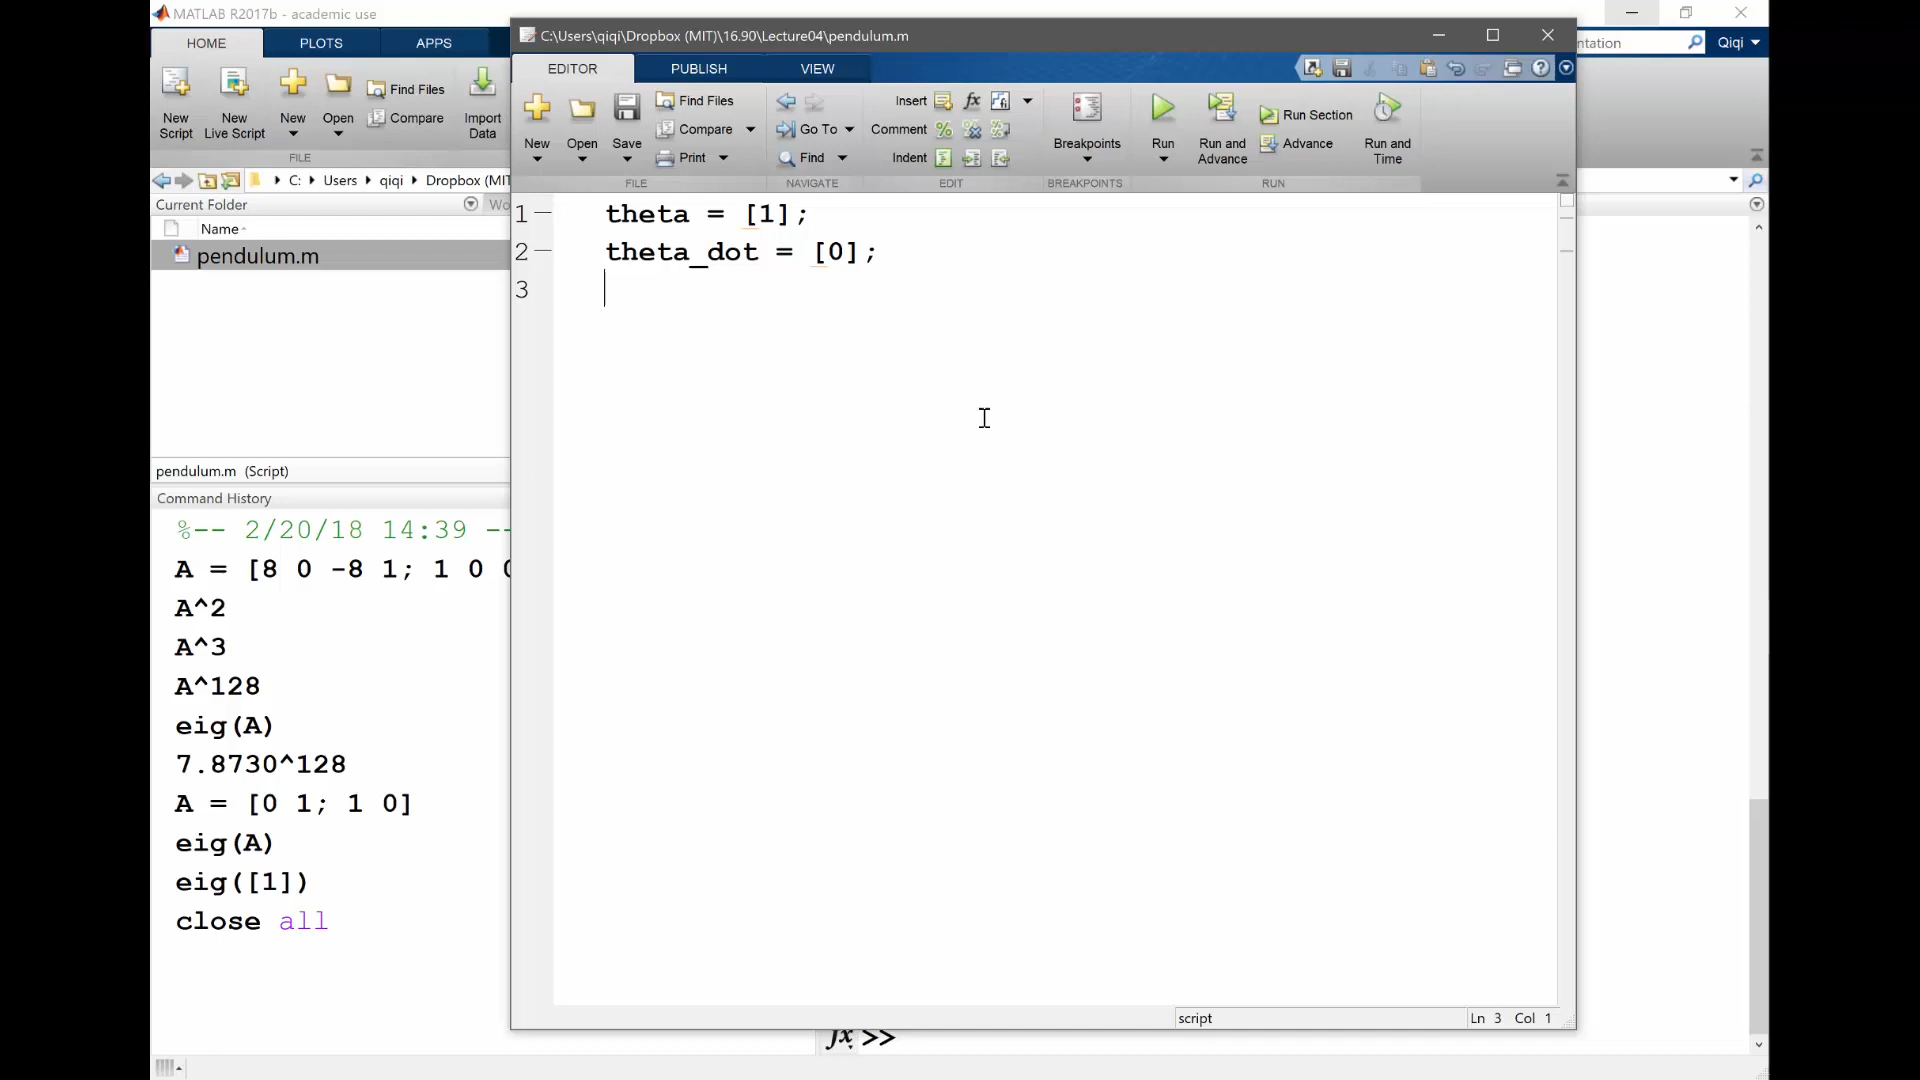 MATLAB R2017b - academic use
HOME
PLOTS
APPS
New Script
New Live Script
New
Open
Find Files
Compare
Import Data
FILE
C: Users qiqi Dropbox (MI
Current Folder
Wo
Name
pendulum.m
pendulum.m (Script)
Command History
%-- 2/20/18 14:39 --
A = [8 0 -8 1; 1 0 0
A^2
A^3
A^128
eig(A)
7.8730^128
A = [0 1; 1 0]
eig(A)
eig([1])
close all
C:\Users\qiqi\Dropbox (MIT)\16.90\Lecture04\pendulum.m
EDITOR
PUBLISH
VIEW
New
Open
Save
Find Files
Compare
Print
FILE
Go To
Find
NAVIGATE
Insert fx
Comment
Indent
EDIT
Breakpoints
BREAKPOINTS
Run
Run and Advance
Run Section
Advance
Run and Time
RUN
1 theta = [1];
2 theta_dot = [0];
3
script
Ln 3 Col 1
fx >>
ntation
Qiqi